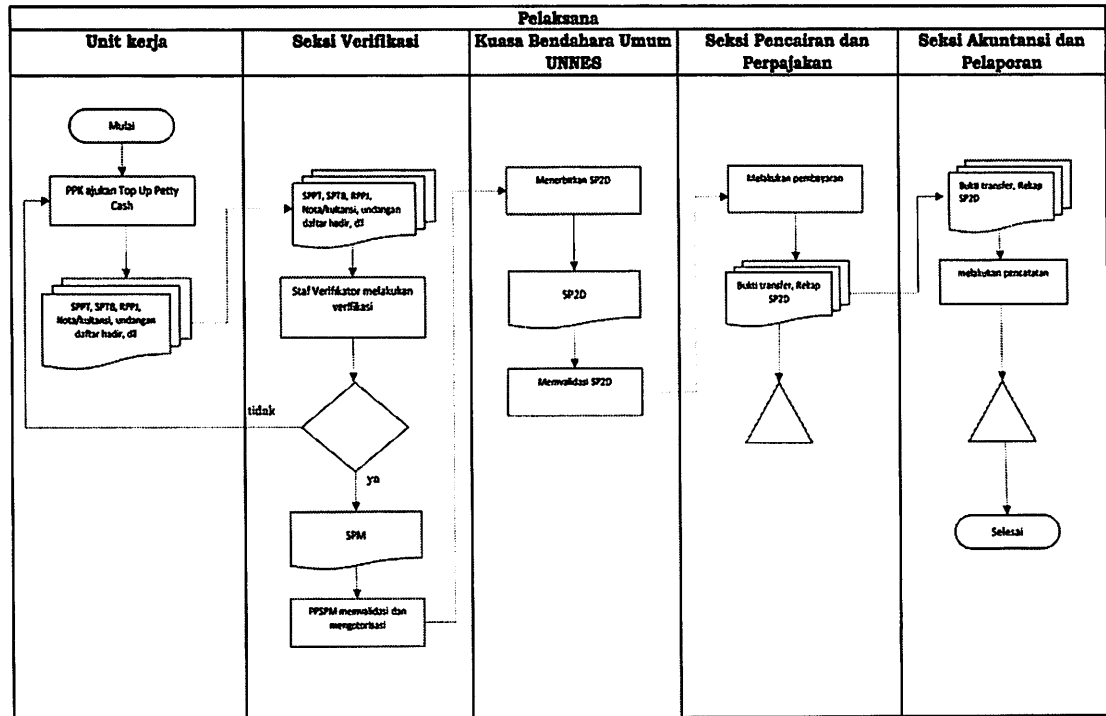 Pelaksana
Unit kerja
Seksi Verifikasi
Kuasa Bendahara Umum
UNNES
Seksi Pencairan dan
Perpajakan
Seksi Akuntansi dan
Pelaporan
Mulai
PPK ajukan Top Up Petty
Cash
SPPT, SPTB, RPP1,
Nota/kuitansi, undangan
daftar hadir, dll
SPPT, SPTB, RPP1,
Nota/kuitansi, undangan
daftar hadir, dll
Staf Verifikator melakukan
verifikasi
tidak
ya
SPM
PPSPM memvalidasi dan
mengotorisasi
Menerbitkan SP2D
SP2D
Memvalidasi SP2D
Melakukan pembayaran
Bukti transfer, Rekap
SP2D
Bukti transfer, Rekap
SP2D
melakukan pencatatan
Selesai